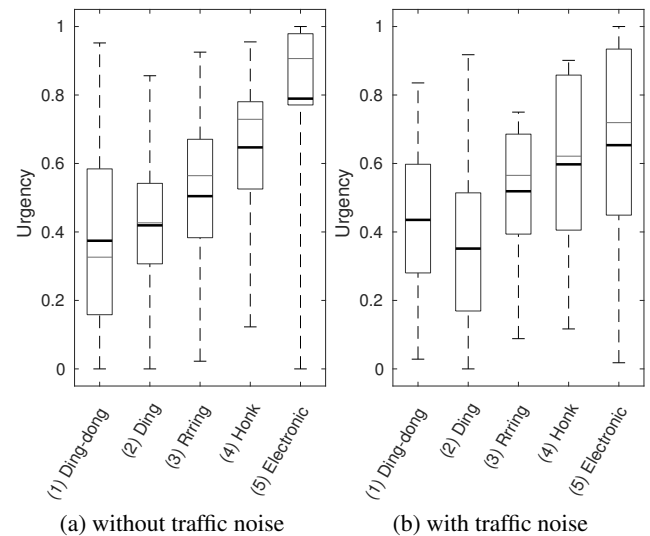 1
0.8
0.6
0.4
0.2
0
Urgency
(1) Ding-dong
(2) Ding
(3) Rrring
(4) Honk
(5) Electronic
(a) without traffic noise
1
0.8
0.6
0.4
0.2
0
Urgency
(1) Ding-dong
(2) Ding
(3) Rrring
(4) Honk
(5) Electronic
(b) with traffic noise